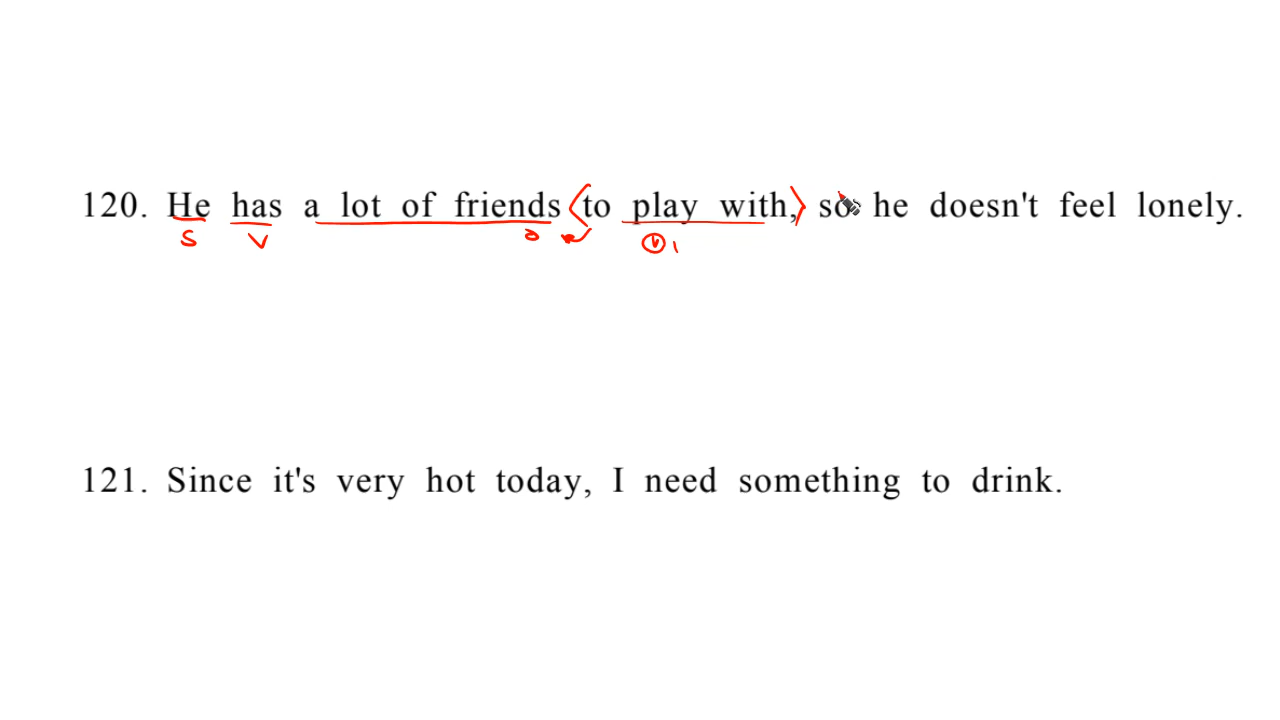 120. He has a lot of friends to play with, so he doesn't feel lonely.
S V O V
121. Since it's very hot today, I need something to drink.